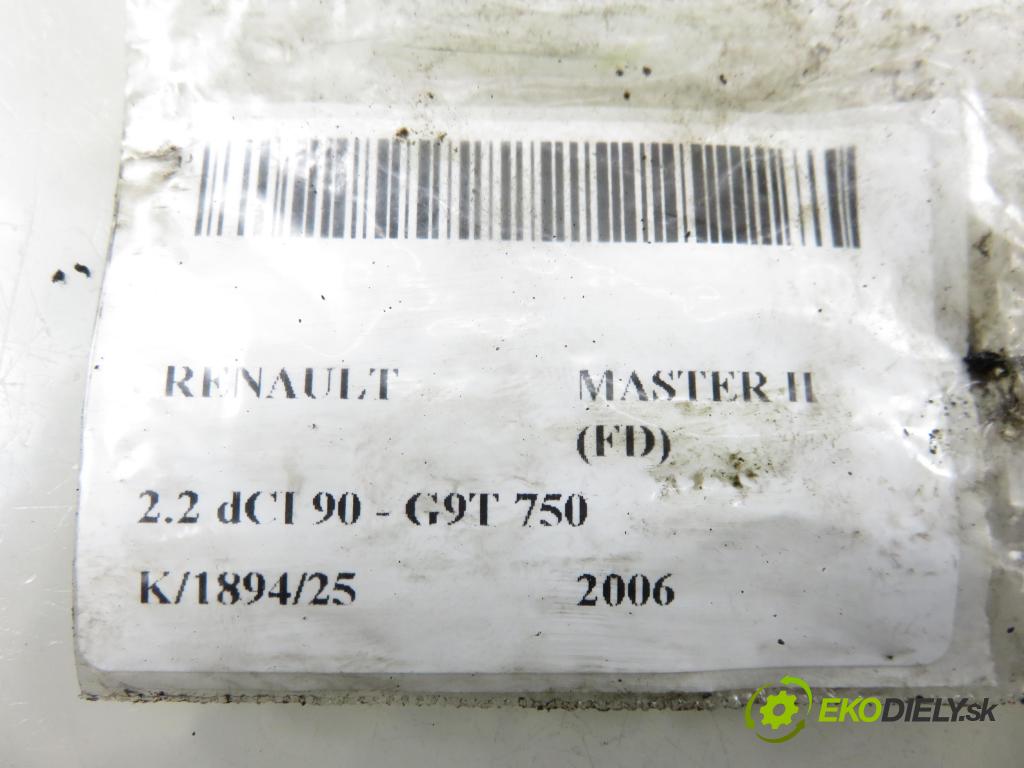 RENAULT MASTER II
(FD)
2.2 dCI 90 - G9T 750
K/1894/25 2006
EKODIELY.sk